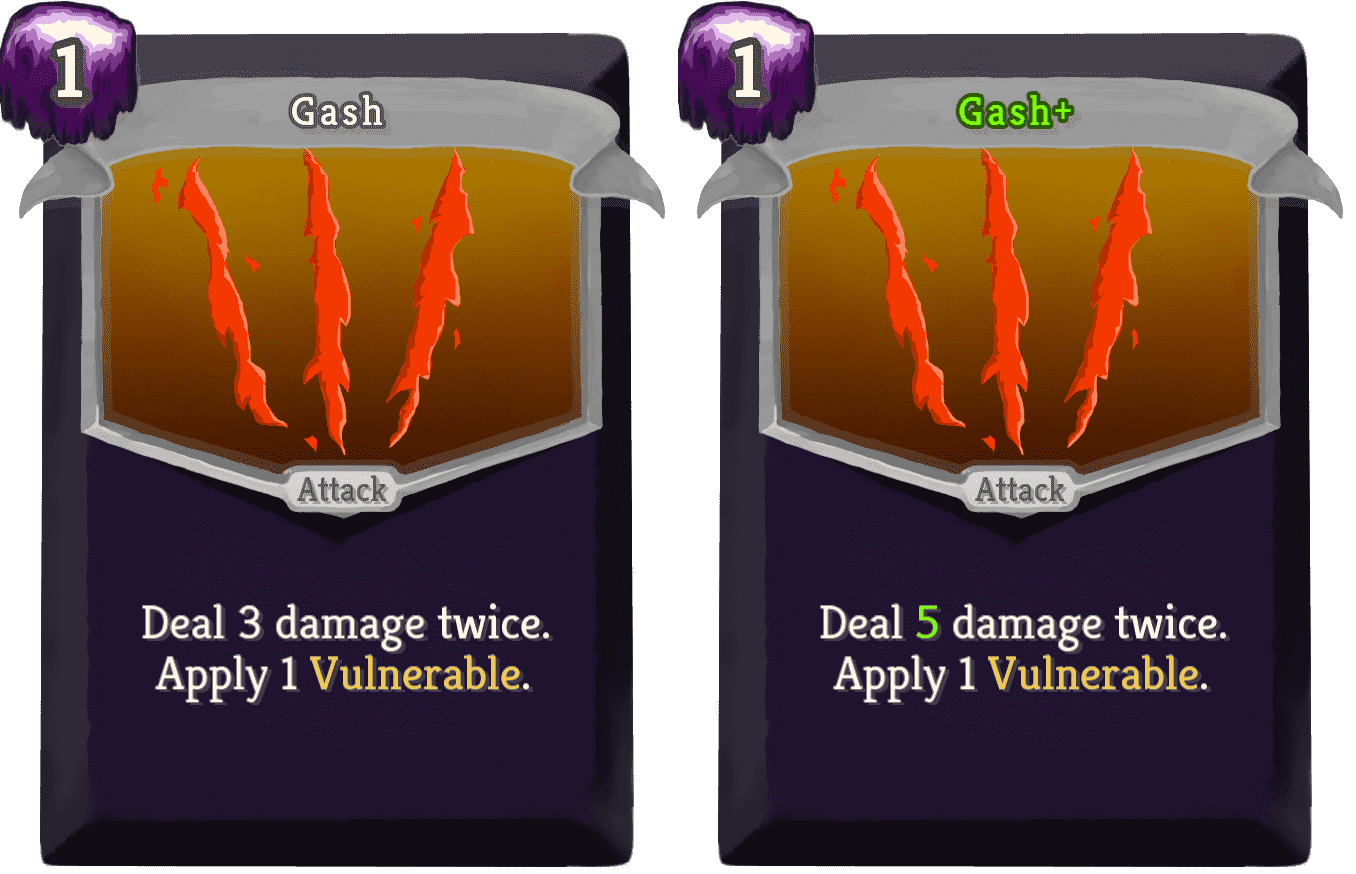 1
Gash
Attack
Deal 3 damage twice.
Apply 1 Vulnerable.
1
Gash+
Attack
Deal 5 damage twice.
Apply 1 Vulnerable.